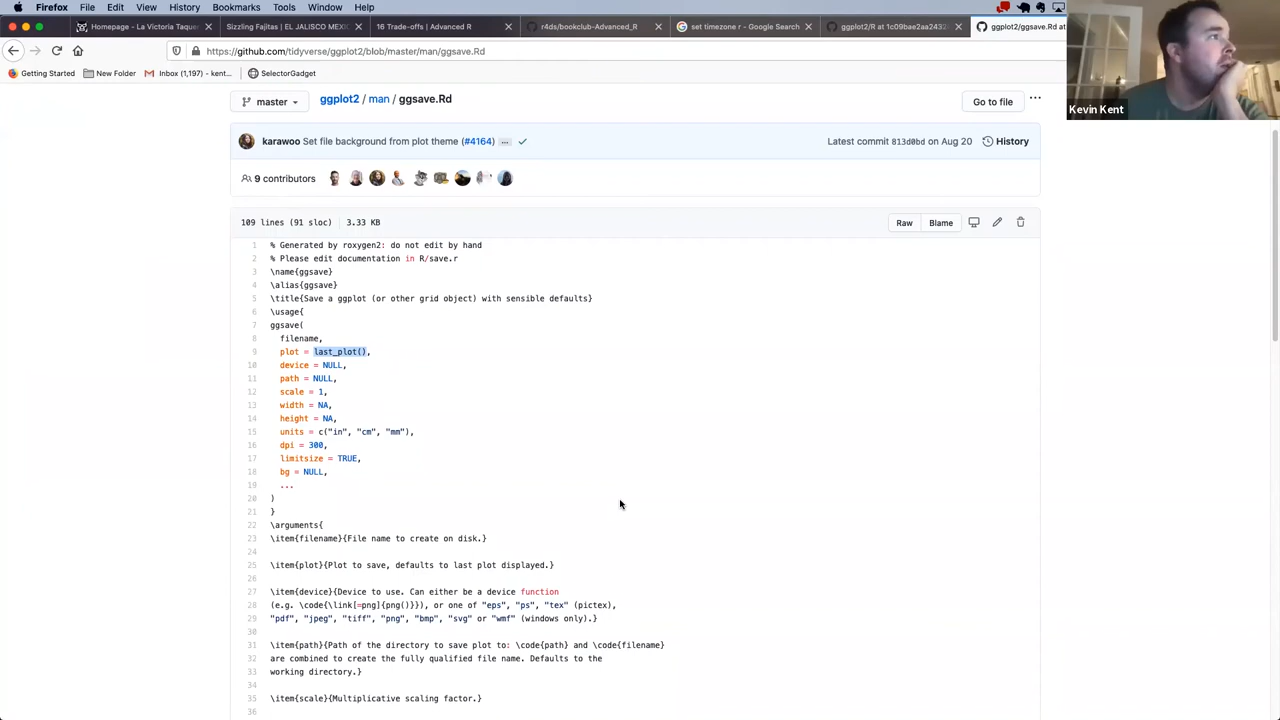 Firefox File Edit View History Bookmarks Tools Window Help
Homepage - La Victoria Taquer
Sizzling Fajitas | EL JALISCO MEXIC
16 Trade-offs | Advanced R
r4ds/bookclub-Advanced_R
set timezone r - Google Search
ggplot2/R at 1c09bae2aa2432
ggplot2/ggsave.Rd at
https://github.com/tidyverse/ggplot2/blob/master/man/ggsave.Rd
Getting Started New Folder Inbox (1,197) - kent... SelectorGadget
Kevin Kent
master
ggplot2 / man / ggsave.Rd
Go to file
karawoo Set file background from plot theme (#4164)
Latest commit 813d0bd on Aug 20 History
9 contributors
109 lines (91 sloc) 3.33 KB
Raw Blame
1 % Generated by roxygen2: do not edit by hand
2 % Please edit documentation in R/save.r
3 \name{ggsave}
4 \alias{ggsave}
5 \title{Save a ggplot (or other grid object) with sensible defaults}
6 \usage{
7 ggsave(
8 filename,
9 plot = last_plot(),
10 device = NULL,
11 path = NULL,
12 scale = 1,
13 width = NA,
14 height = NA,
15 units = c("in", "cm", "mm"),
16 dpi = 300,
17 limitsize = TRUE,
18 bg = NULL,
19 ...
20 )
21 }
22 \arguments{
23 \item{filename}{File name to create on disk.}
24
25 \item{plot}{Plot to save, defaults to last plot displayed.}
26
27 \item{device}{Device to use. Can either be a device function
28 (e.g. \code{\link[=png]{png()}}), or one of "eps", "ps", "tex" (pictex),
29 "pdf", "jpeg", "tiff", "png", "bmp", "svg" or "wmf" (windows only).}
30
31 \item{path}{Path of the directory to save plot to: \code{path} and \code{filename}
32 are combined to create the fully qualified file name. Defaults to the
33 working directory.}
34
35 \item{scale}{Multiplicative scaling factor.}
36